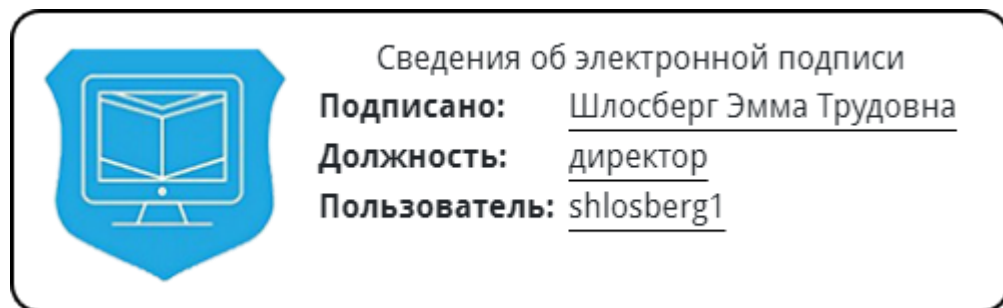 Сведения об электронной подписи
Подписано: Шлосберг Эмма Трудовна
Должность: директор
Пользователь: shlosberg1